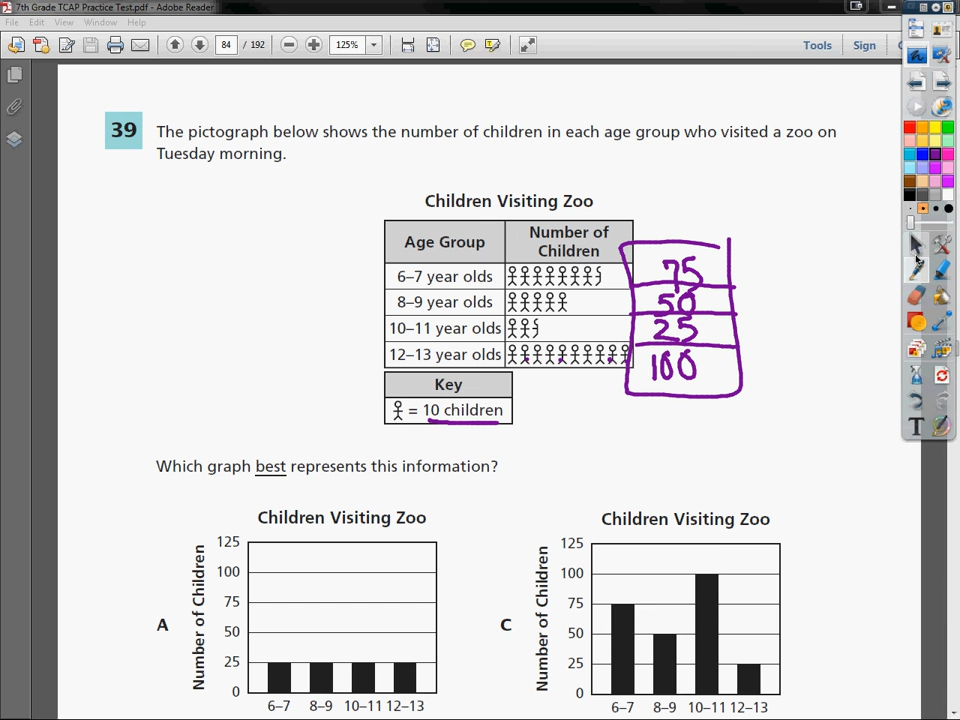 7th Grade TCAP Practice Test.pdf - Adobe Reader
File Edit View Window Help
84 / 192 125% Tools Sign
39 The pictograph below shows the number of children in each age group who visited a zoo on
Tuesday morning.
Children Visiting Zoo
Age Group Number of Children
6–7 year olds 75
8–9 year olds 50
10–11 year olds 25
12–13 year olds 100
Key
= 10 children
Which graph best represents this information?
A
Children Visiting Zoo
Number of Children
125
100
75
50
25
0
6–7 8–9 10–11 12–13
C
Children Visiting Zoo
Number of Children
125
100
75
50
25
0
6–7 8–9 10–11 12–13
T